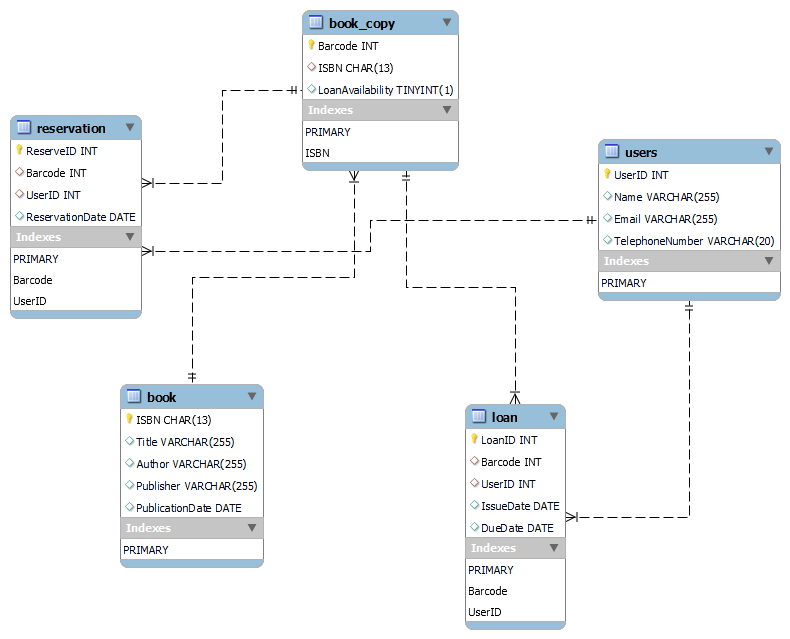 book_copy
Barcode INT
ISBN CHAR(13)
LoanAvailability TINYINT(1)
Indexes
PRIMARY
ISBN
reservation
ReserveID INT
Barcode INT
UserID INT
ReservationDate DATE
Indexes
PRIMARY
Barcode
UserID
users
UserID INT
Name VARCHAR(255)
Email VARCHAR(255)
TelephoneNumber VARCHAR(20)
Indexes
PRIMARY
book
ISBN CHAR(13)
Title VARCHAR(255)
Author VARCHAR(255)
Publisher VARCHAR(255)
PublicationDate DATE
Indexes
PRIMARY
loan
LoanID INT
Barcode INT
UserID INT
IssueDate DATE
DueDate DATE
Indexes
PRIMARY
Barcode
UserID